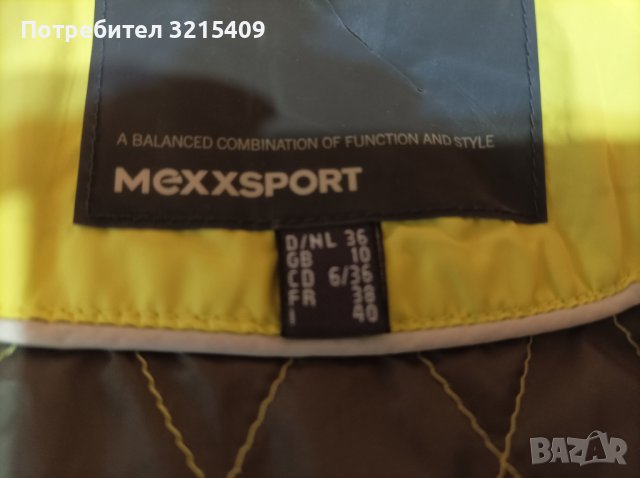 Потребител 3215409
A BALANCED COMBINATION OF FUNCTION AND STYLE
MEXXSPORT
D/NL 36
GB 10
CD 6/36
F 38
I 40
BAZAR